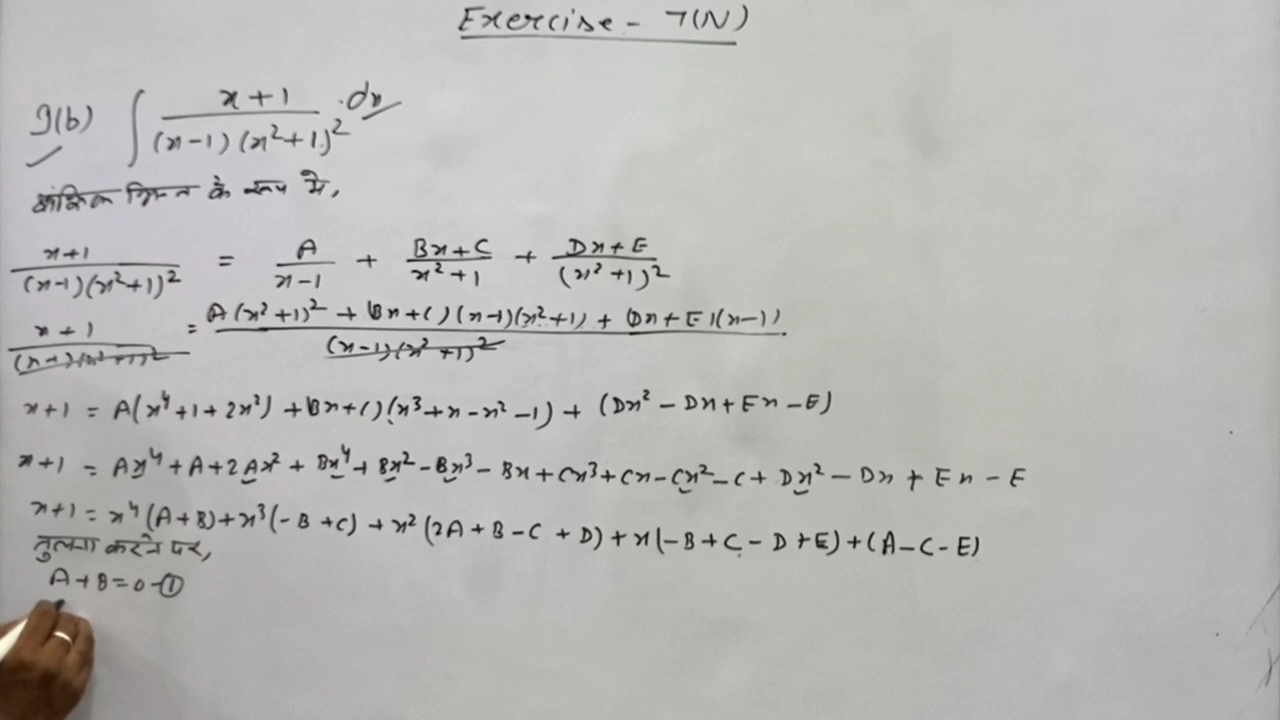 Exercise - 7(N)
9(b) ∫ x+1 / (x-1)(x²+1)² .dx
आंशिक भिन्न के रूप में,
x+1 / (x-1)(x²+1)² = A / x-1 + Bx+C / x²+1 + Dx+E / (x²+1)²
x+1 / (x-1)(x²+1)² = A(x²+1)² + (Bx+C)(x-1)(x²+1) + (Dx+E)(x-1) / (x-1)(x²+1)²
x+1 = A(x⁴+1+2x²) + (Bx+C)(x³+x-x²-1) + (Dx²-Dx+Ex-E)
x+1 = Ax⁴+A+2Ax²+Bx⁴+Bx²-Bx³-Bx+Cx³+Cx-Cx²-C+Dx²-Dx+Ex-E
x+1 = x⁴(A+B)+x³(-B+C)+x²(2A+B-C+D)+x(-B+C-D+E)+(A-C-E)
तुलना करने पर,
A+B=0-①